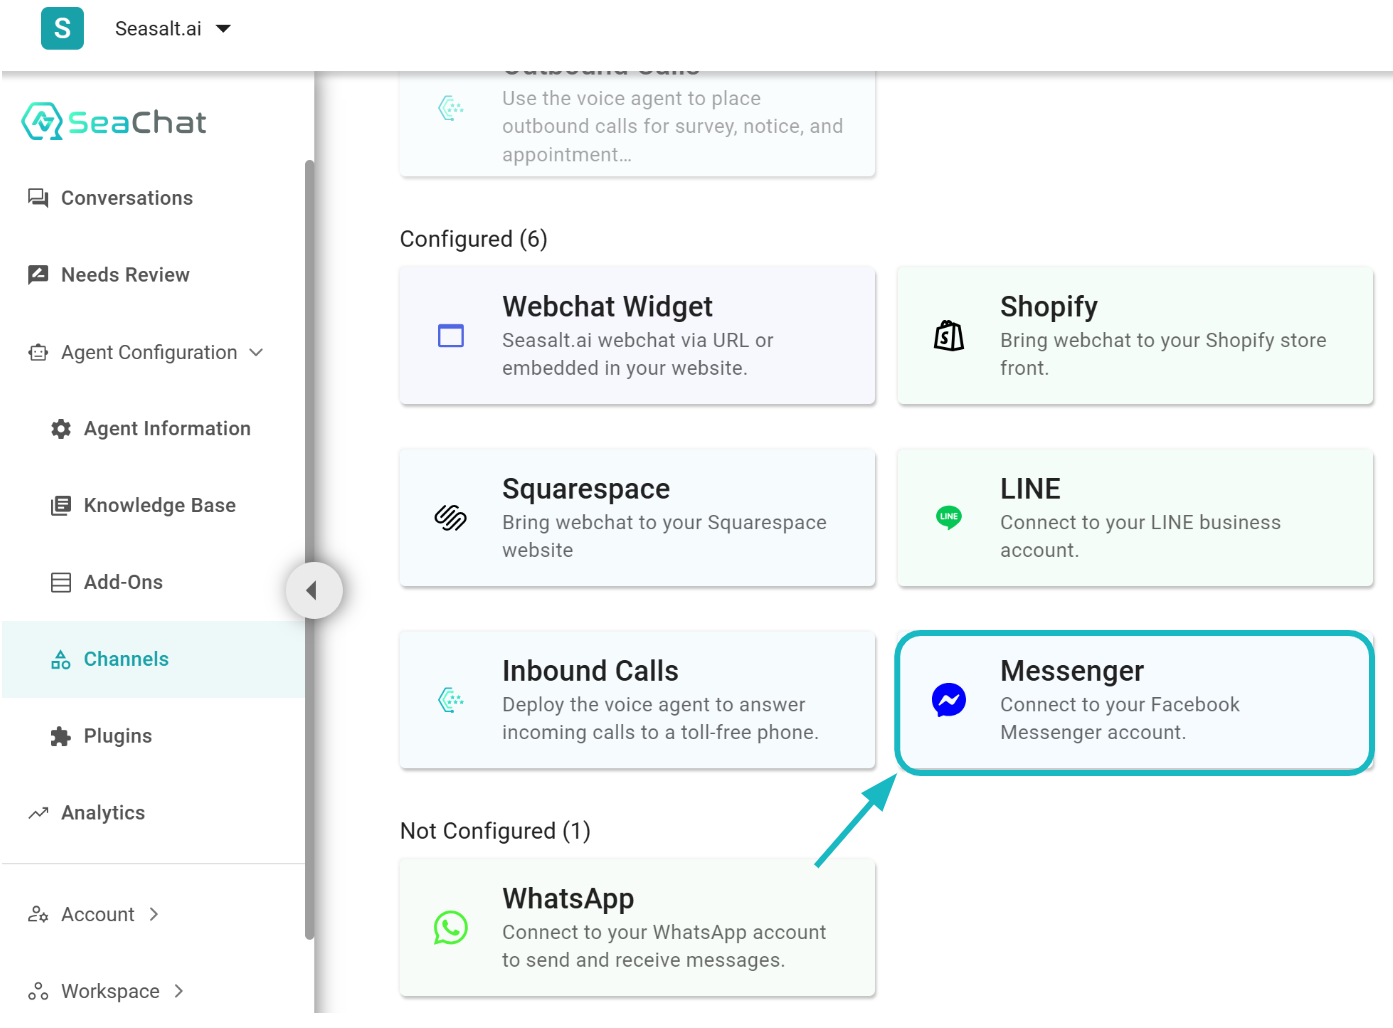 S
Seasalt.ai
SeaChat
Conversations
Needs Review
Agent Configuration
Agent Information
Knowledge Base
Add-Ons
Channels
Plugins
Analytics
Account
Workspace
Outbound Calls
Use the voice agent to place
outbound calls for survey, notice, and
appointment...
Configured (6)
Webchat Widget
Seasalt.ai webchat via URL or
embedded in your website.
Shopify
Bring webchat to your Shopify store
front.
Squarespace
Bring webchat to your Squarespace
website
LINE
LINE
Connect to your LINE business
account.
Inbound Calls
Deploy the voice agent to answer
incoming calls to a toll-free phone.
Messenger
Connect to your Facebook
Messenger account.
Not Configured (1)
WhatsApp
Connect to your WhatsApp account
to send and receive messages.